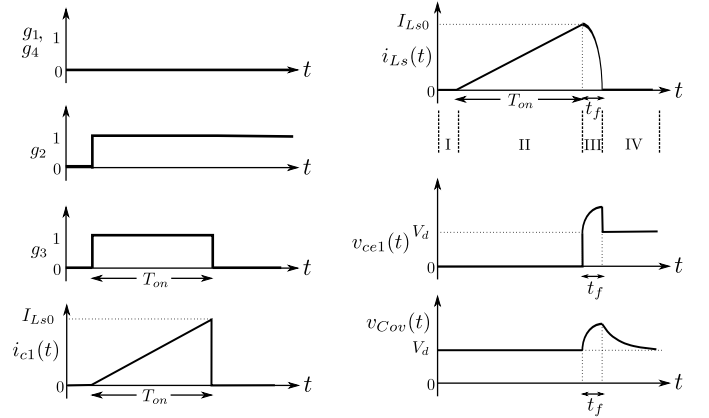 g1,
g4
1
0
t
g2
1
0
t
g3
1
0
t
Ton
ILs0
ic1(t)
0
t
Ton
ILs0
iLs(t)
0
t
Ton
tf
I
II
III
IV
vce1(t)
Vd
0
t
tf
vCov(t)
Vd
0
t
tf